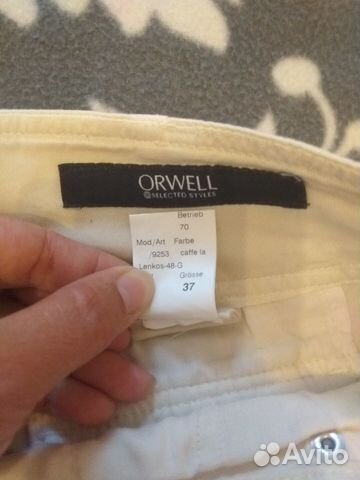 ORWELL
SELECTED STYLES
Betrieb
70
Mod/Art Farbe
/9253 caffe la
Lenkos-48-G
Grösse
37
Avito